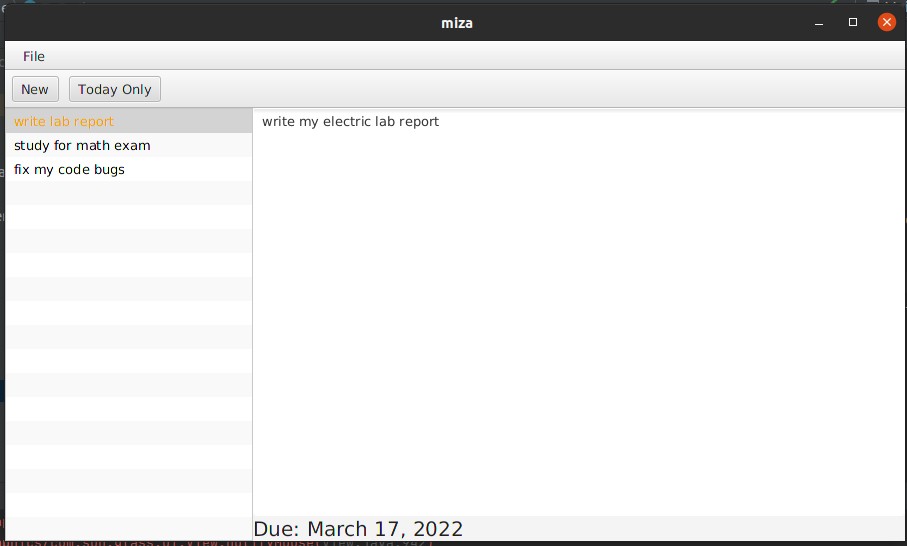 miza
File
New
Today Only
write lab report
study for math exam
fix my code bugs
write my electric lab report
Due: March 17, 2022